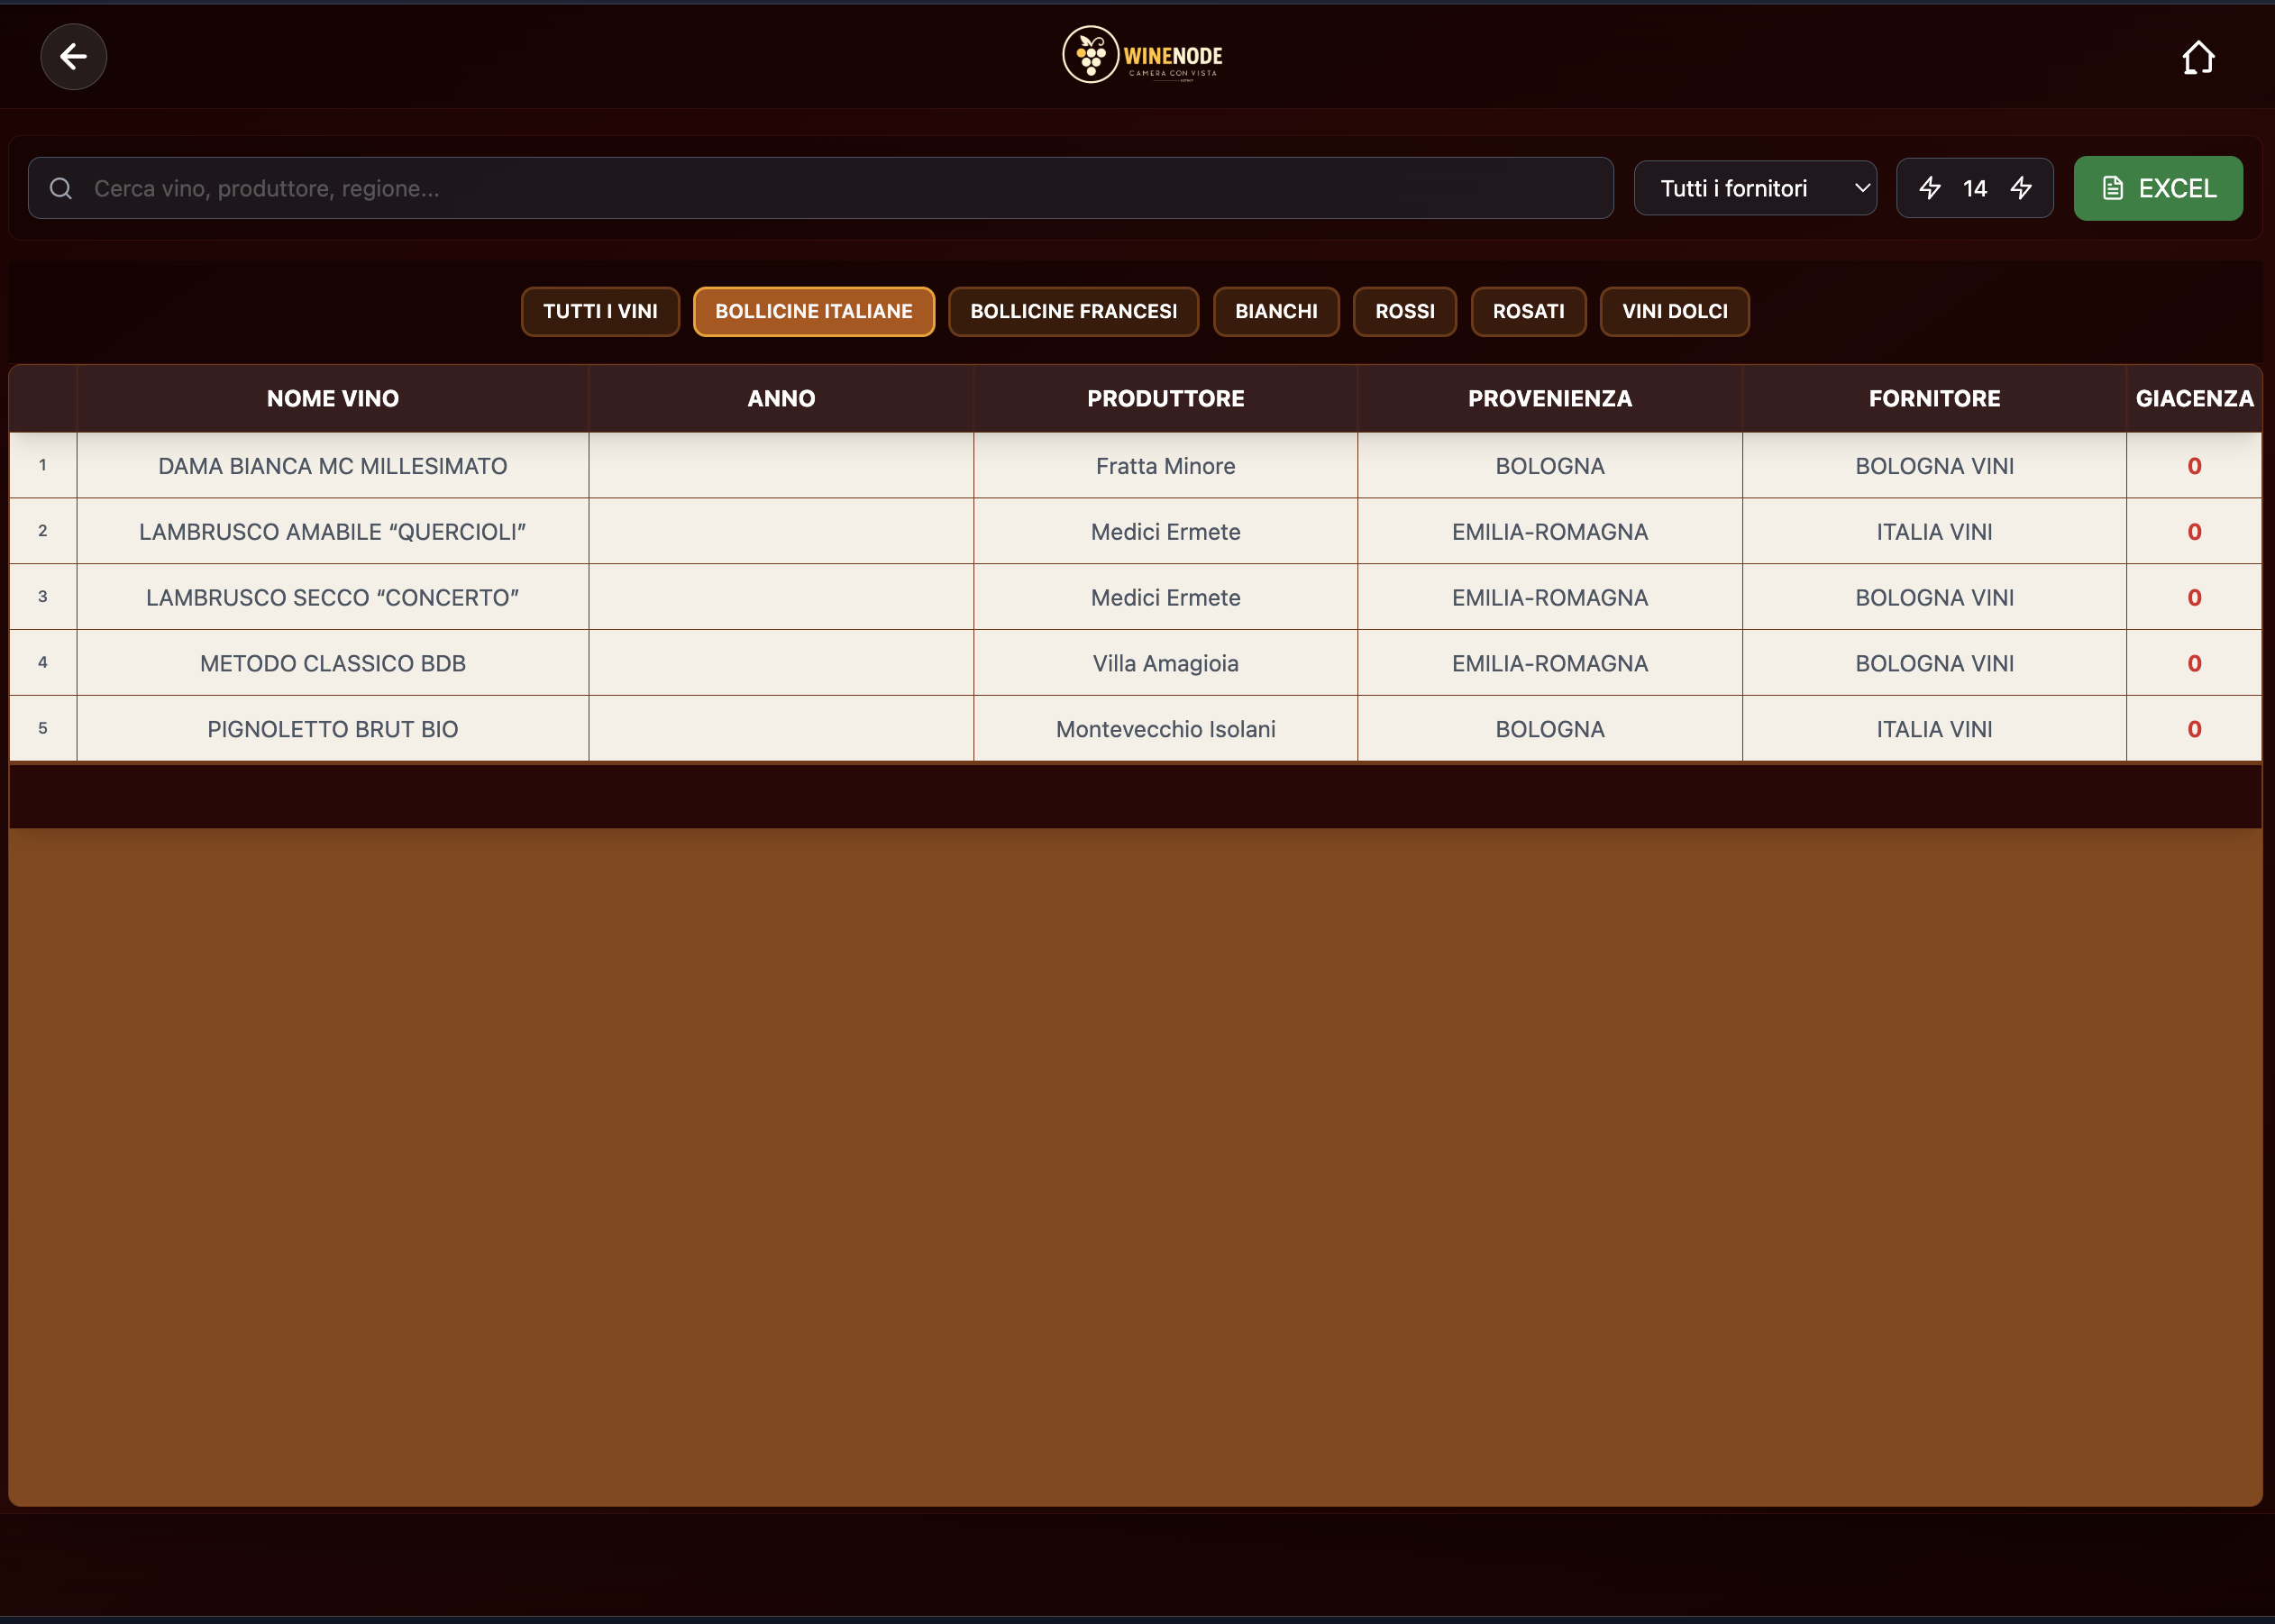 WINENODE
CAMERA CON VISTA
Cerca vino, produttore, regione...
Tutti i fornitori
14
EXCEL
TUTTI I VINI
BOLLICINE ITALIANE
BOLLICINE FRANCESI
BIANCHI
ROSSI
ROSATI
VINI DOLCI
NOME VINO ANNO PRODUTTORE PROVENIENZA FORNITORE GIACENZA
1 DAMA BIANCA MC MILLESIMATO Fratta Minore BOLOGNA BOLOGNA VINI 0
2 LAMBRUSCO AMABILE “QUERCIOLI” Medici Ermete EMILIA-ROMAGNA ITALIA VINI 0
3 LAMBRUSCO SECCO “CONCERTO” Medici Ermete EMILIA-ROMAGNA BOLOGNA VINI 0
4 METODO CLASSICO BDB Villa Amagioia EMILIA-ROMAGNA BOLOGNA VINI 0
5 PIGNOLETTO BRUT BIO Montevecchio Isolani BOLOGNA ITALIA VINI 0